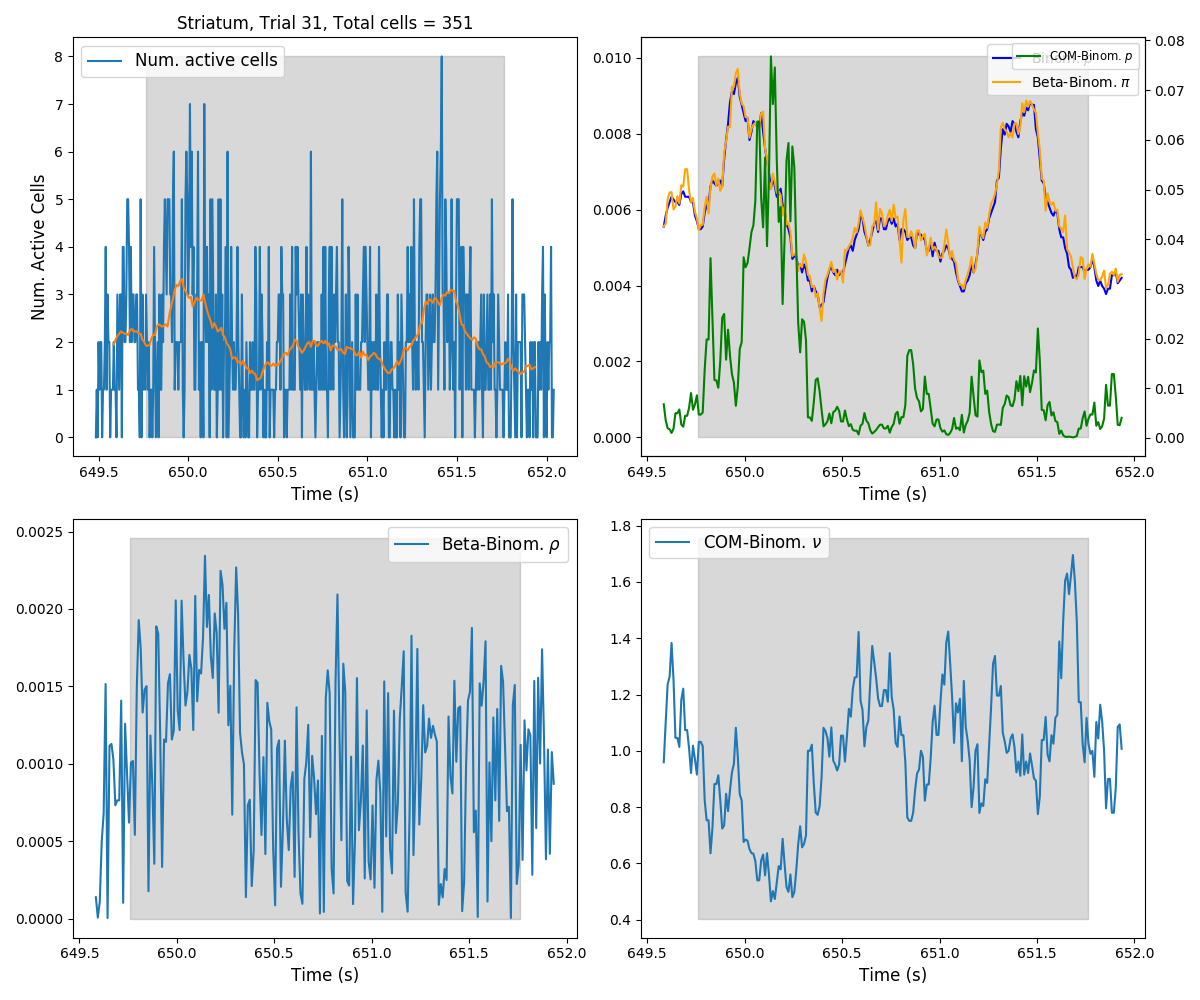 Striatum, Trial 31, Total cells = 351
Num. active cells
8
7
6
5
4
3
2
1
0
Num. Active Cells
649.5 650.0 650.5 651.0 651.5 652.0
Time (s)
COM-Binom. p
Beta-Binom. π
0.010
0.008
0.006
0.004
0.002
0.000
0.08
0.07
0.06
0.05
0.04
0.03
0.02
0.01
0.00
649.5 650.0 650.5 651.0 651.5 652.0
Time (s)
Beta-Binom. ρ
0.0025
0.0020
0.0015
0.0010
0.0005
0.0000
649.5 650.0 650.5 651.0 651.5 652.0
Time (s)
COM-Binom. ν
1.8
1.6
1.4
1.2
1.0
0.8
0.6
0.4
649.5 650.0 650.5 651.0 651.5 652.0
Time (s)